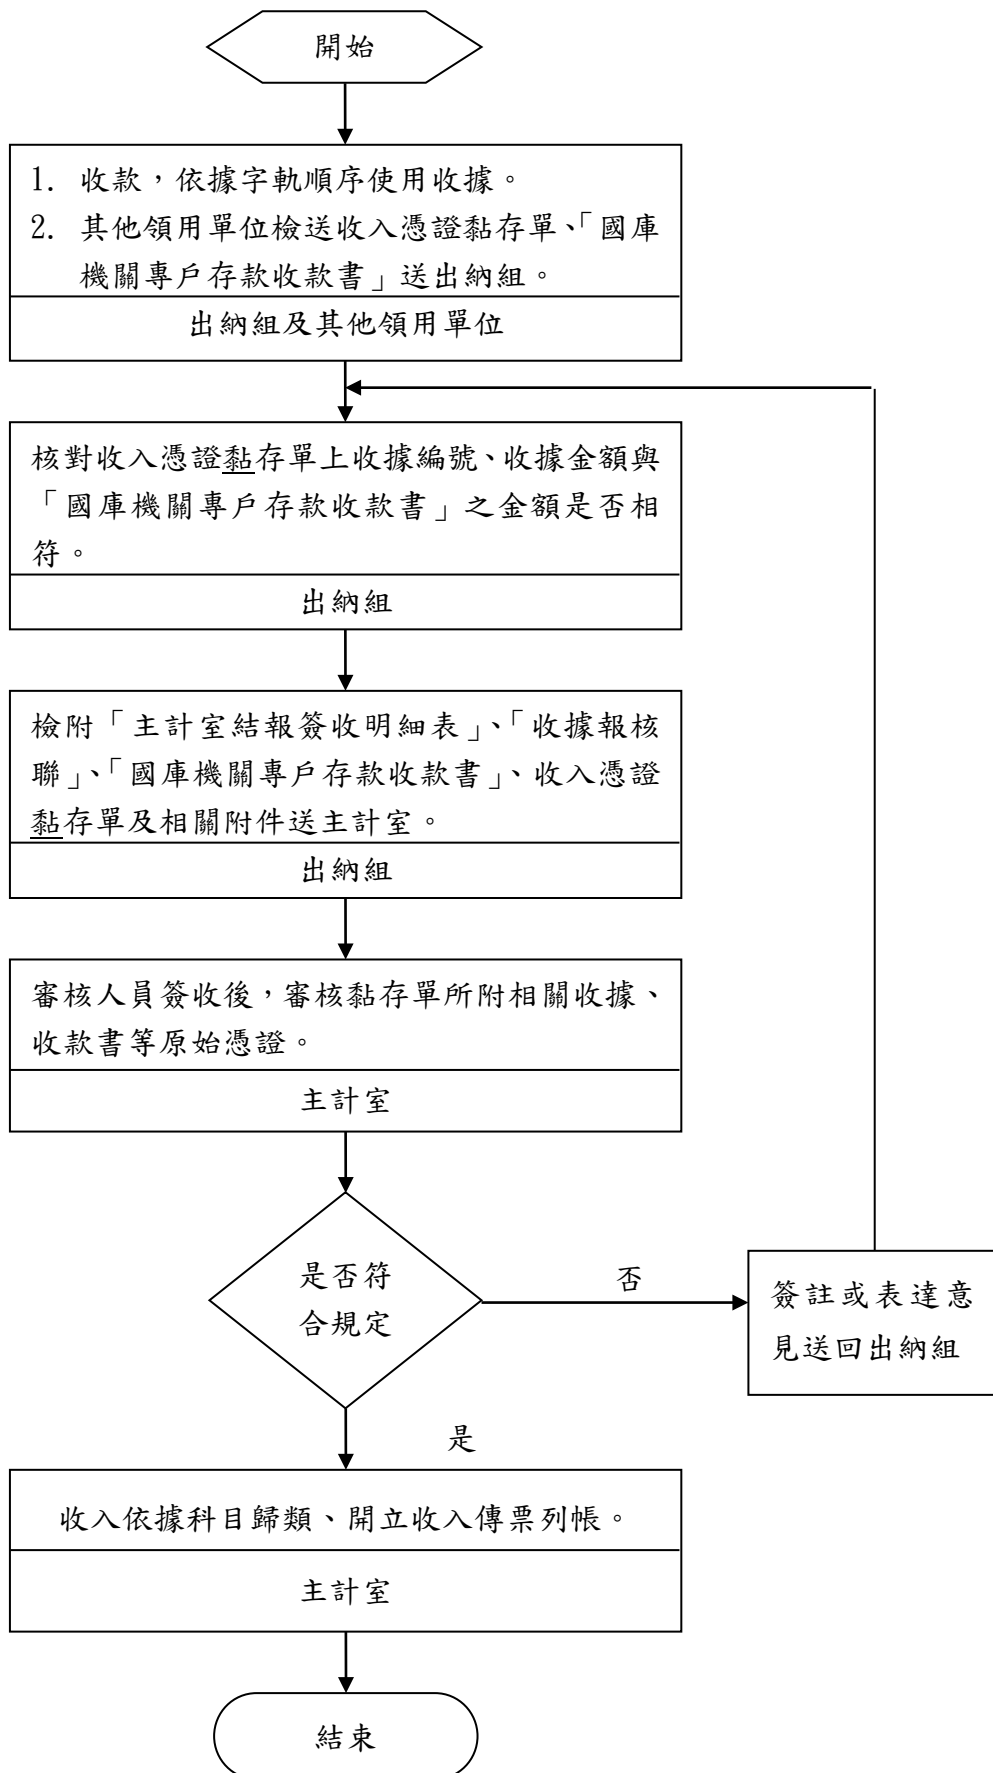 開始
1. 收款，依據字軌順序使用收據。
2. 其他領用單位檢送收入憑證黏存單、「國庫
機關專戶存款收款書」送出納組。
出納組及其他領用單位
核對收入憑證黏存單上收據編號、收據金額與
「國庫機關專戶存款收款書」之金額是否相
符。
出納組
檢附「主計室結報簽收明細表」、「收據報核
聯」、「國庫機關專戶存款收款書」、收入憑證
黏存單及相關附件送主計室。
出納組
審核人員簽收後，審核黏存單所附相關收據、
收款書等原始憑證。
主計室
是否符
合規定
否
簽註或表達意
見送回出納組
是
收入依據科目歸類、開立收入傳票列帳。
主計室
結束